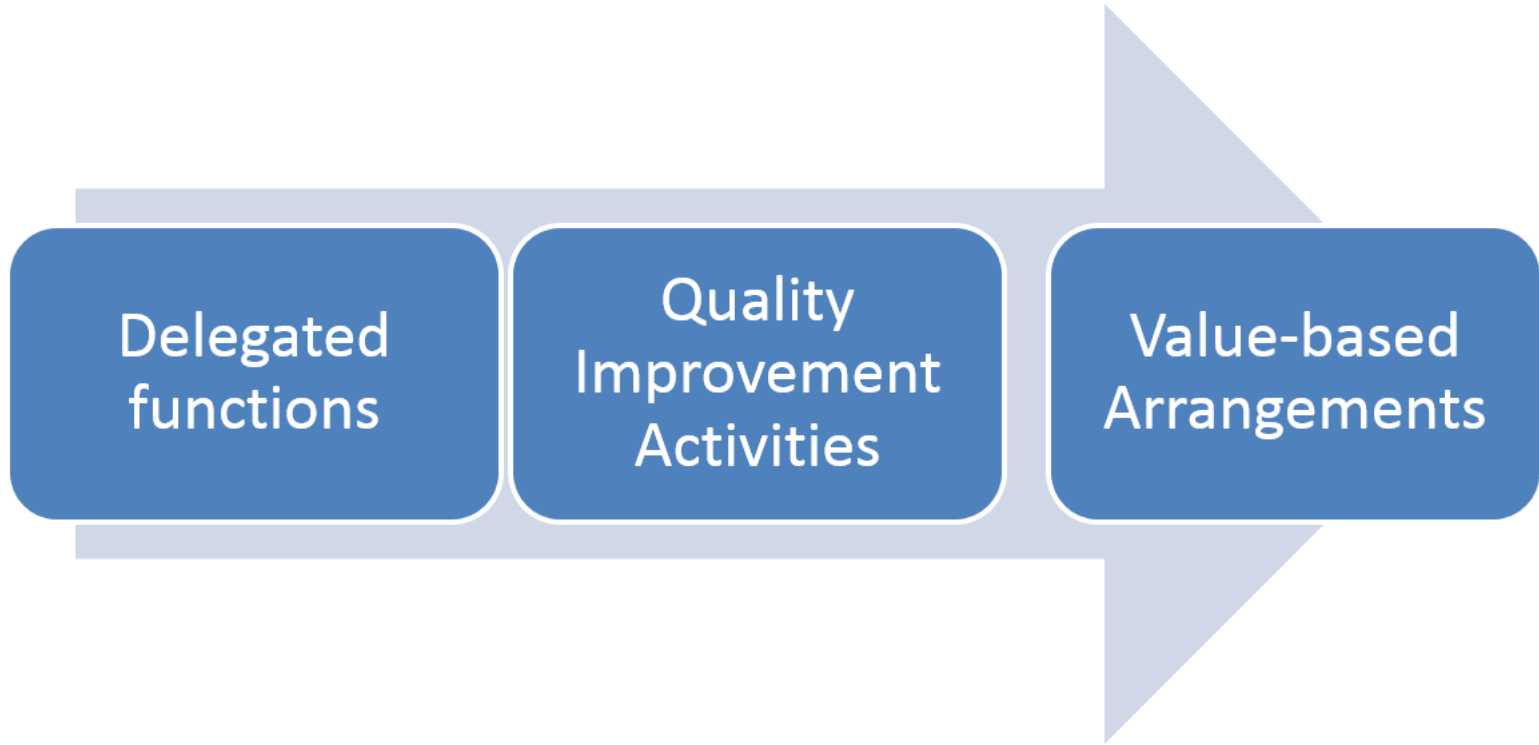 Delegated
functions
Quality
Improvement
Activities
Value-based
Arrangements